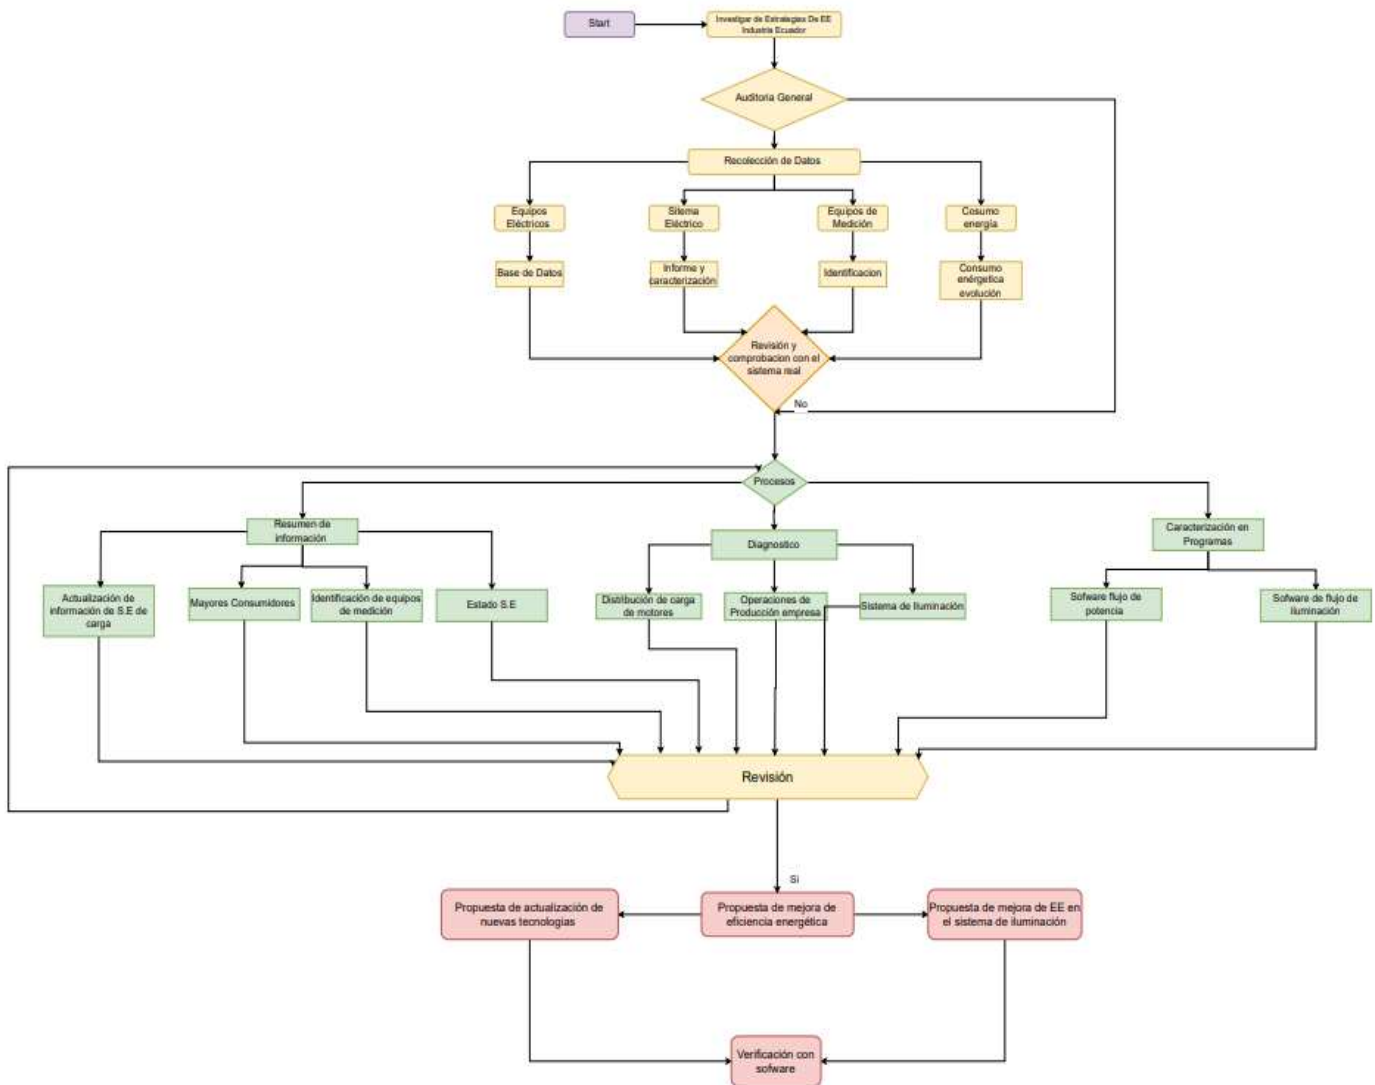 Start
Investigar de Estrategias De EE
Industria Ecuador
Auditoria General
Recolección de Datos
Equipos
Eléctricos
Sitema
Eléctrico
Equipos de
Medición
Cosumo
energía
Base de Datos
Informe y
caracterización
Identificacion
Consumo
enérgetica
evolución
Revisión y
comprobacion con el
sistema real
No
Procesos
Resumen de
información
Diagnostico
Caracterización en
Programas
Actualización de
información de S.E de
carga
Mayores Consumidores
Identificación de equipos
de medición
Estado S.E
Distribución de carga
de motores
Operaciones de
Producción empresa
Sistema de Iluminación
Sofware flujo de
potencia
Sofware de flujo de
iluminación
Revisión
Si
Propuesta de actualización de
nuevas tecnologias
Propuesta de mejora de
eficiencia energética
Propuesta de mejora de EE en
el sistema de iluminación
Verificación con
sofware